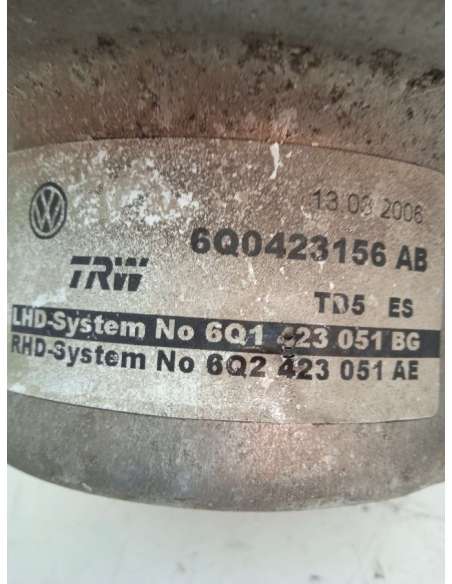 13.03 2006
6Q0423156 AB
TRW
TD5 ES
LHD-System No 6Q1 423 051 BG
RHD-System No 6Q2 423 051 AE